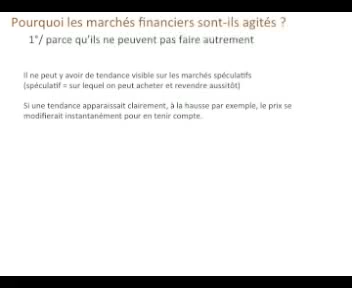 Pourquoi les marchés financiers sont-ils agités ?
1°/ parce qu'ils ne peuvent pas faire autrement
Il ne peut y avoir de tendance visible sur les marchés spéculatifs
(spéculatif = sur lequel on peut acheter et revendre aussitôt)
Si une tendance apparaissait clairement, à la hausse par exemple, le prix se
modifierait instantanément pour en tenir compte.